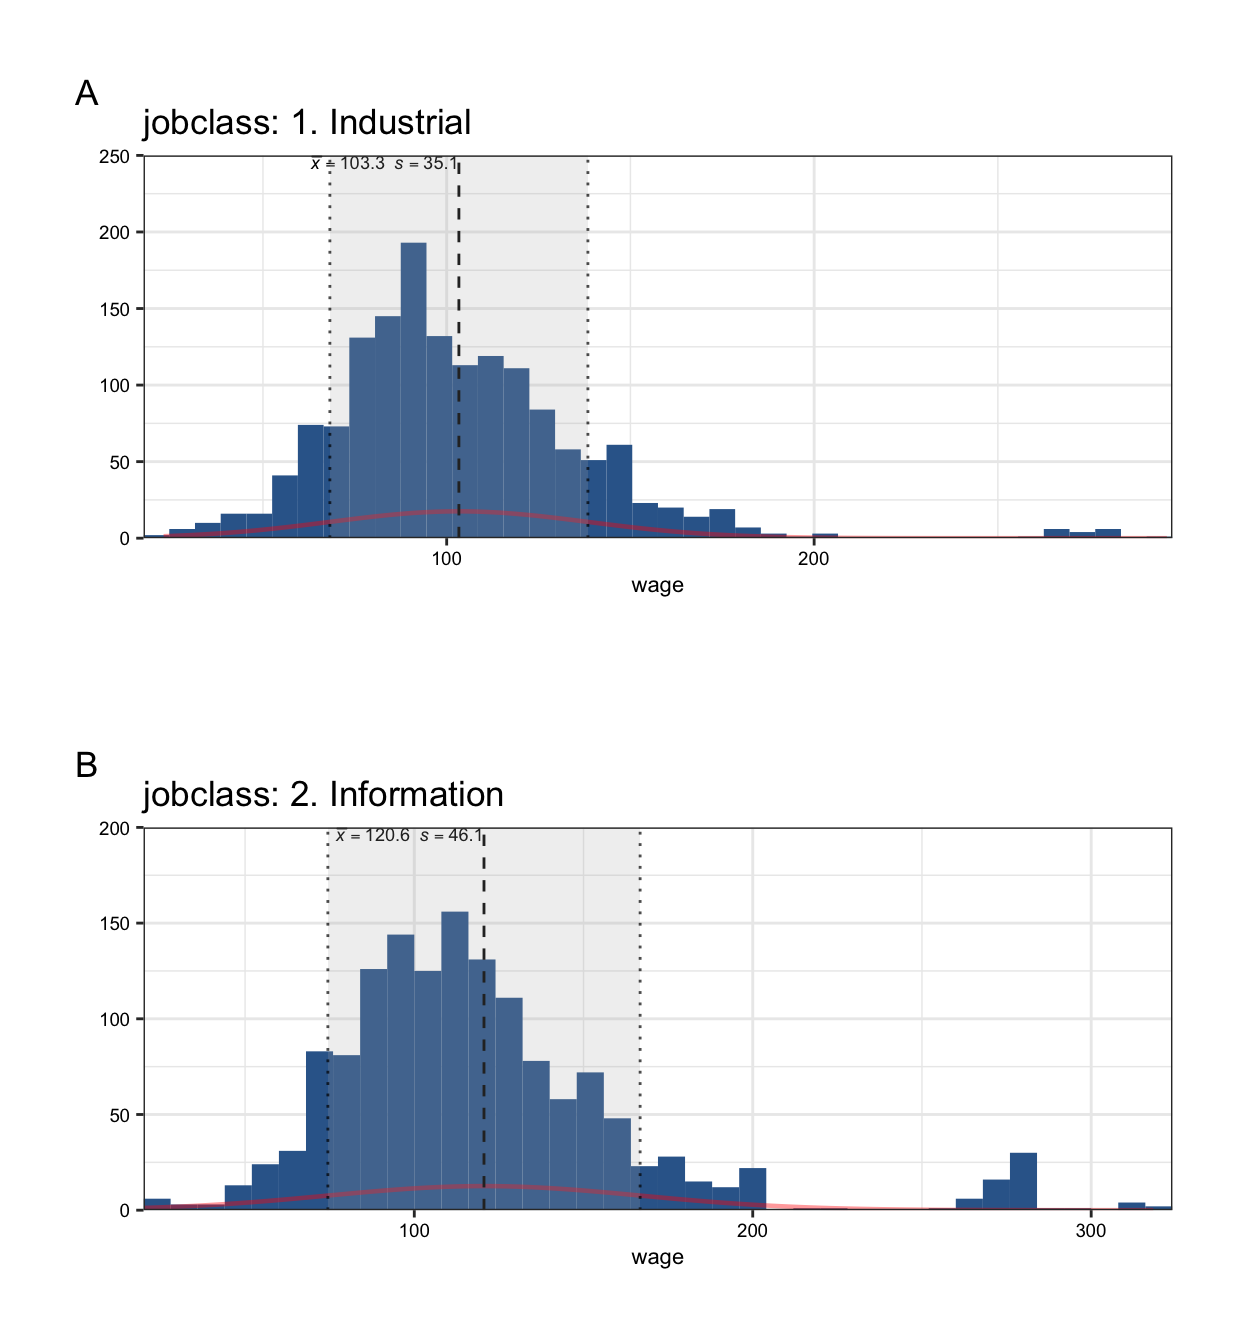 A
jobclass: 1. Industrial
x̅ = 103.3 s = 35.1
250
200
150
100
50
0
100 200
wage
B
jobclass: 2. Information
x̅ = 120.6 s = 46.1
200
150
100
50
0
100 200 300
wage